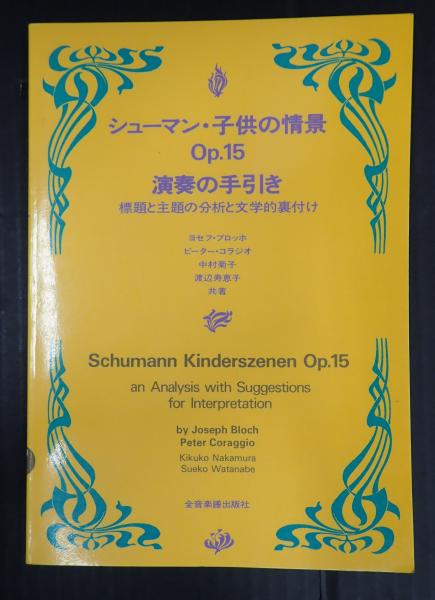 シューマン・子供の情景
Op.15
演奏の手引き
標題と主題の分析と文学的裏付け
ヨセフ・ブロッホ
ピーター・コラジオ
中村菊子
渡辺寿恵子
共著
Schumann Kinderszenen Op.15
an Analysis with Suggestions
for Interpretation
by Joseph Bloch
Peter Coraggio
Kikuko Nakamura
Sueko Watanabe
全音楽譜出版社